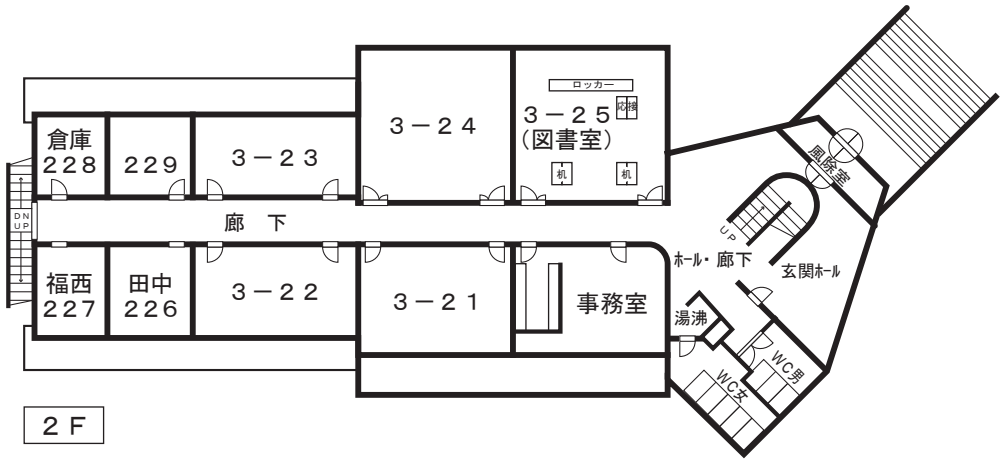 ロッカー
応接
3－24
3－25
(図書室)
机
机
倉庫
228
229
3－23
風除室
DN
UP
廊　下
UP
ﾎｰﾙ・廊下
玄関ﾎｰﾙ
福西
227
田中
226
3－22
3－21
事務室
湯沸
WC男
WC女
2F